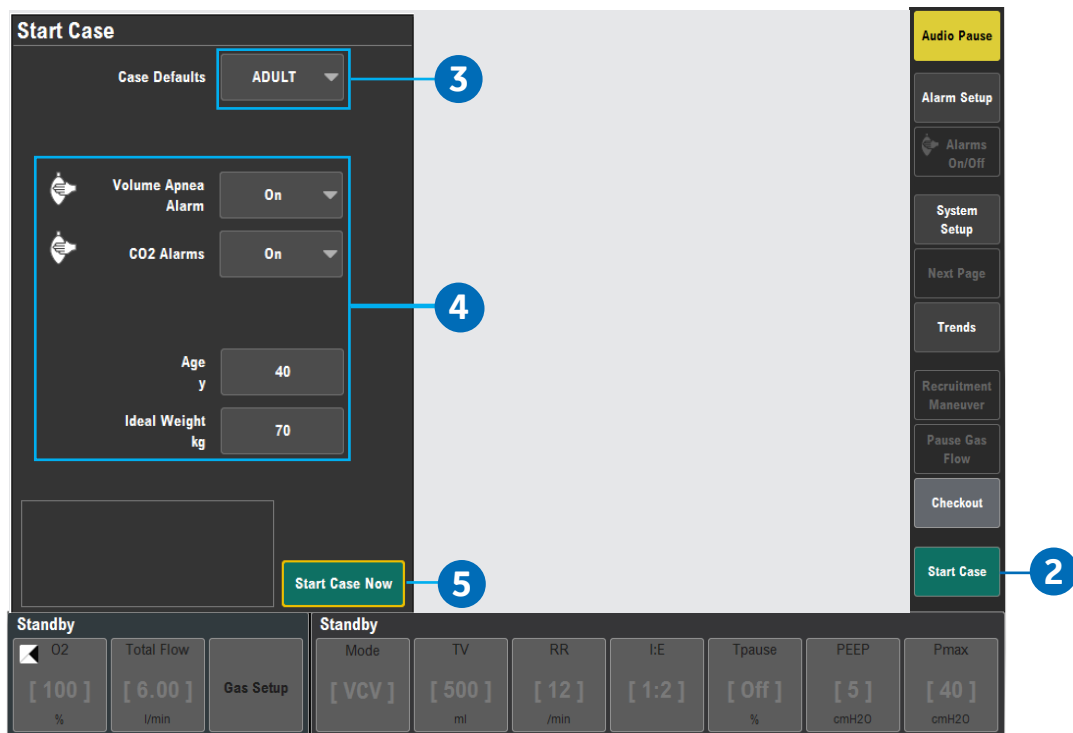 Start Case
Case Defaults
ADULT
3
Volume Apnea
Alarm
On
CO2 Alarms
On
4
Age
y
40
Ideal Weight
kg
70
Start Case Now
5
Audio Pause
Alarm Setup
Alarms
On/Off
System
Setup
Next Page
Trends
Recruitment
Maneuver
Pause Gas
Flow
Checkout
Start Case
2
Standby
O2
[ 100 ]
%
Total Flow
[ 6.00 ]
l/min
Gas Setup
Standby
Mode
[ VCV ]
TV
[ 500 ]
ml
RR
[ 12 ]
/min
I:E
[ 1:2 ]
Tpause
[ Off ]
%
PEEP
[ 5 ]
cmH2O
Pmax
[ 40 ]
cmH2O